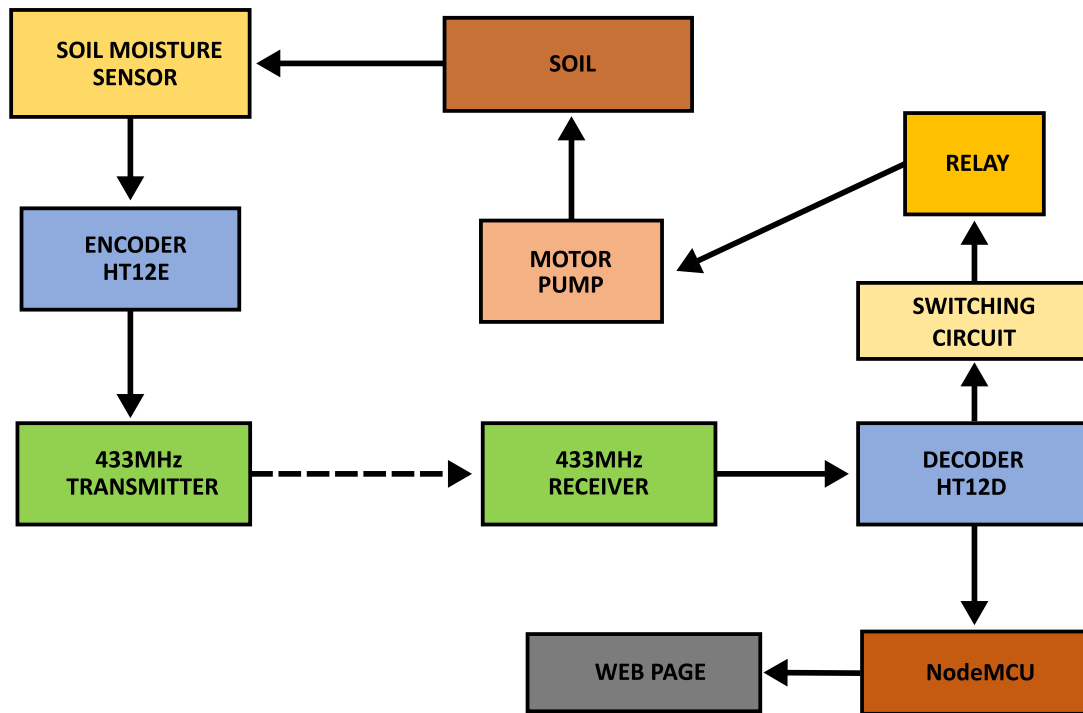 SOIL MOISTURE
SENSOR
SOIL
RELAY
ENCODER
HT12E
MOTOR
PUMP
SWITCHING
CIRCUIT
433MHz
TRANSMITTER
433MHz
RECEIVER
DECODER
HT12D
WEB PAGE
NodeMCU